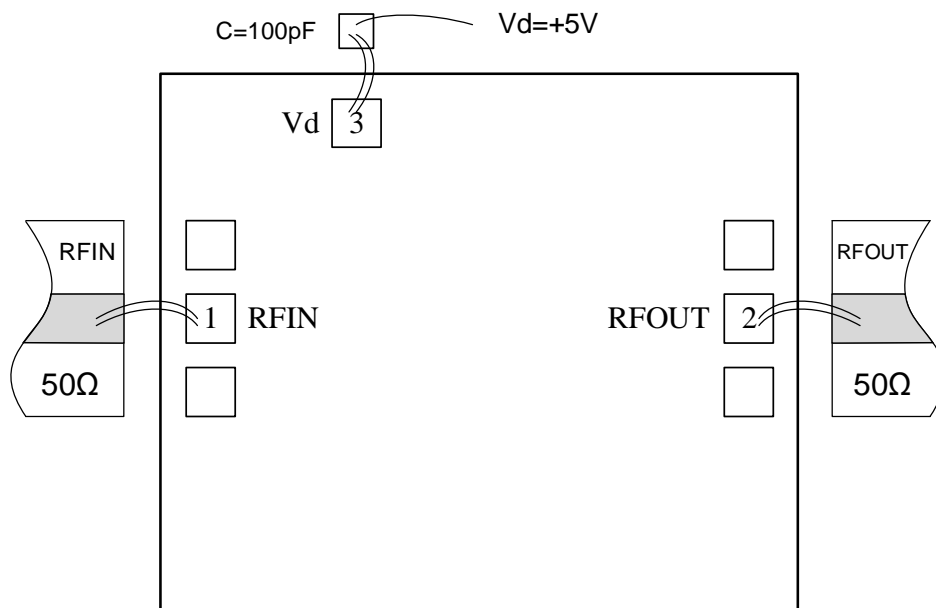 C=100pF
Vd=+5V
Vd 3
RFIN
RFOUT
1 RFIN
RFOUT 2
50Ω
50Ω